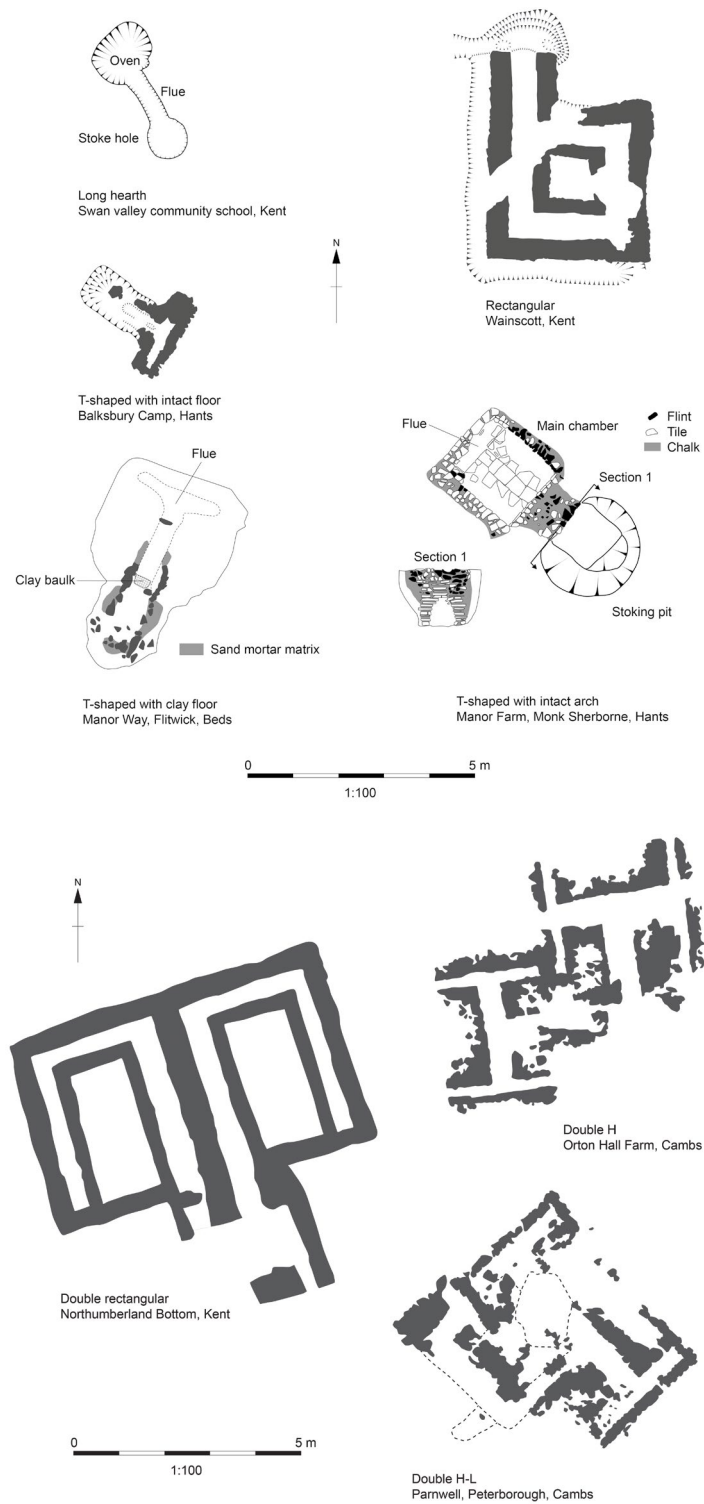 Oven
Flue
Stoke hole
Long hearth
Swan valley community school, Kent
N
Rectangular
Wainscott, Kent
T-shaped with intact floor
Balksbury Camp, Hants
Flue
Main chamber
Flint
Tile
Chalk
Section 1
Section 1
Stoking pit
T-shaped with intact arch
Manor Farm, Monk Sherborne, Hants
Flue
Clay baulk
Sand mortar matrix
T-shaped with clay floor
Manor Way, Flitwick, Beds
0
5 m
1:100
N
Double H
Orton Hall Farm, Cambs
Double rectangular
Northumberland Bottom, Kent
0
5 m
1:100
Double H-L
Parnwell, Peterborough, Cambs